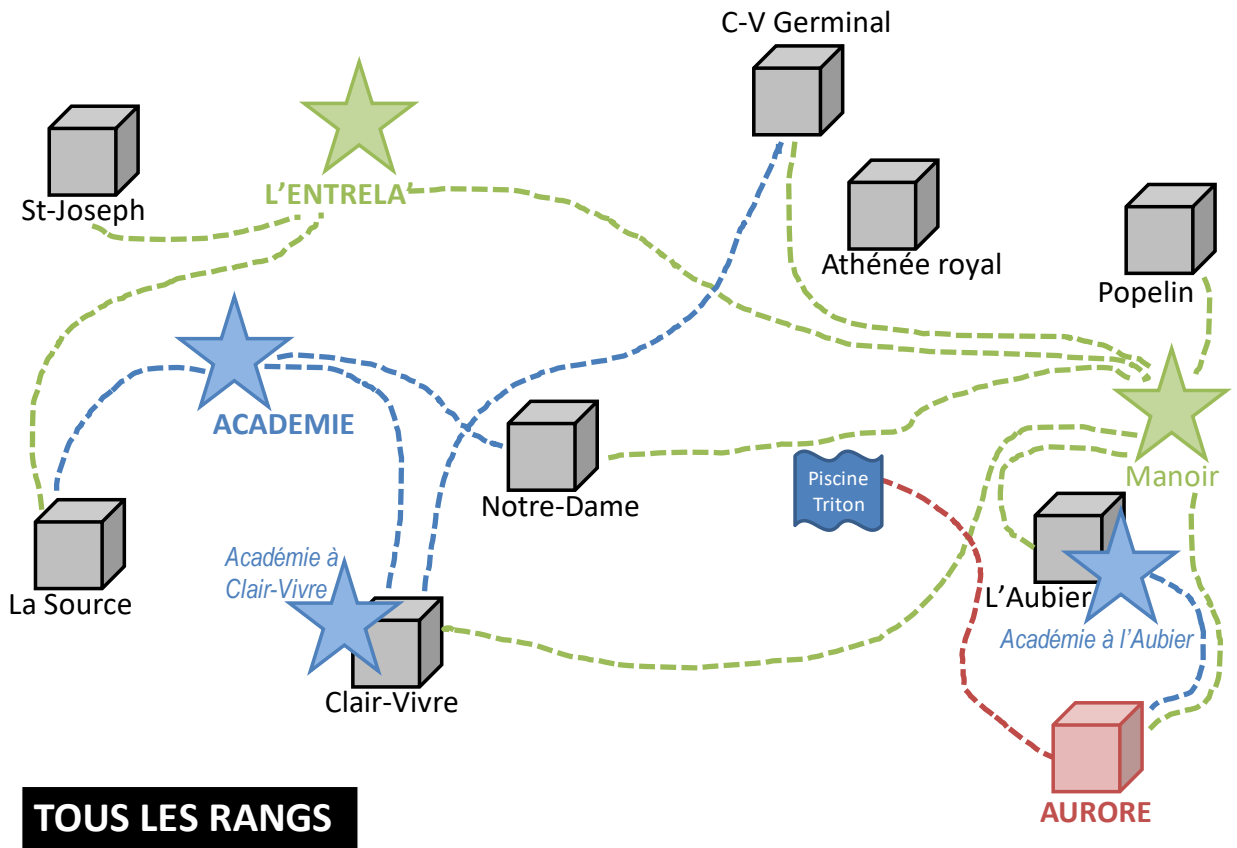 C-V Germinal
St-Joseph
L'ENTRELA'
Athénée royal
Popelin
ACADEMIE
Manoir
Piscine
Triton
Notre-Dame
Académie à
Clair-Vivre
La Source
L’Aubier
Académie à l’Aubier
Clair-Vivre
AURORE
TOUS LES RANGS